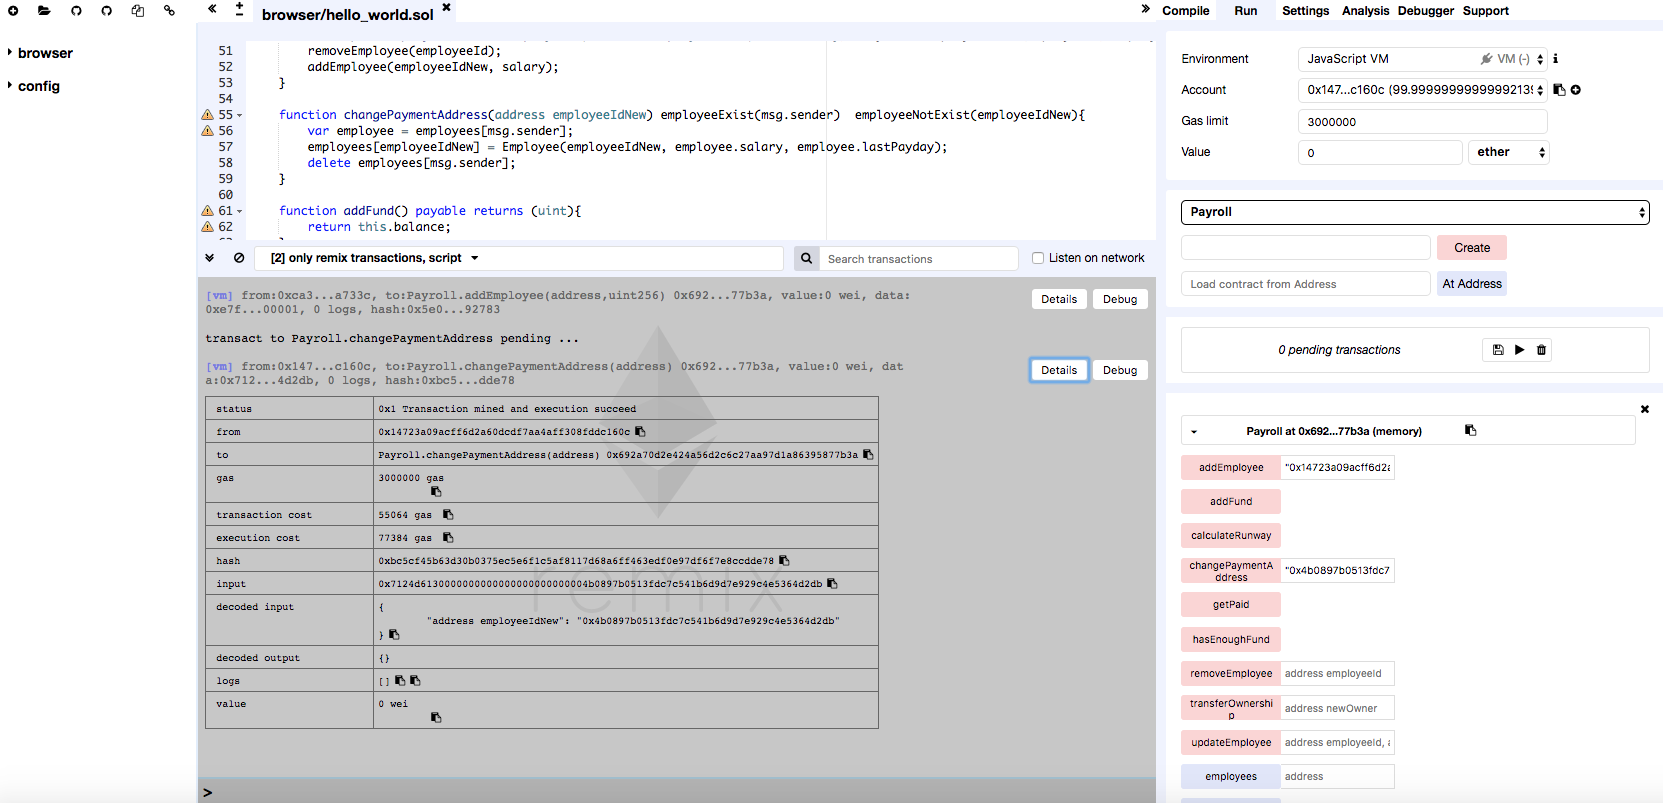 browser/hello_world.sol
browser
config
51 removeEmployee(employeeId);
52 addEmployee(employeeIdNew, salary);
53 }
54
55 function changePaymentAddress(address employeeIdNew) employeeExist(msg.sender)  employeeNotExist(employeeIdNew){
56 var employee = employees[msg.sender];
57 employees[employeeIdNew] = Employee(employeeIdNew, employee.salary, employee.lastPayday);
58 delete employees[msg.sender];
59 }
60
61 function addFund() payable returns (uint){
62 return this.balance;
[2] only remix transactions, script
Search transactions
Listen on network
[vm] from:0xca3...a733c, to:Payroll.addEmployee(address,uint256) 0x692...77b3a, value:0 wei, data:
0xe7f...00001, 0 logs, hash:0x5e0...92783
Details
Debug
transact to Payroll.changePaymentAddress pending ...
[vm] from:0x147...c160c, to:Payroll.changePaymentAddress(address) 0x692...77b3a, value:0 wei, dat
a:0x712...4d2db, 0 logs, hash:0xbc5...dde78
Details
Debug
status 0x1 Transaction mined and execution succeed
from 0x14723a09acff6d2a60dcdf7aa4aff308fddc160c
to Payroll.changePaymentAddress(address) 0x692a70d2e424a56d2c6c27aa97d1a86395877b3a
gas 3000000 gas
transaction cost 55064 gas
execution cost 77384 gas
hash 0xbc5cf45b63d30b0375ec5e6f1c5af8117d68a6ff463edf0e97df6f7e8ccdde78
input 0x7124d6130000000000000000000000004b0897b0513fdc7c541b6d9d7e929c4e5364d2db
decoded input {
"address employeeIdNew": "0x4b0897b0513fdc7c541b6d9d7e929c4e5364d2db"
}
decoded output {}
logs []
value 0 wei
remix
>
Compile Run Settings Analysis Debugger Support
Environment JavaScript VM VM (-)
Account 0x147...c160c (99.9999999999999213
Gas limit 3000000
Value 0 ether
Payroll
Create
Load contract from Address At Address
0 pending transactions
Payroll at 0x692...77b3a (memory)
addEmployee "0x14723a09acff6d2a
addFund
calculateRunway
changePaymentA
ddress "0x4b0897b0513fdc7
getPaid
hasEnoughFund
removeEmployee address employeeId
transferOwnershi
p address newOwner
updateEmployee address employeeId, a
employees address